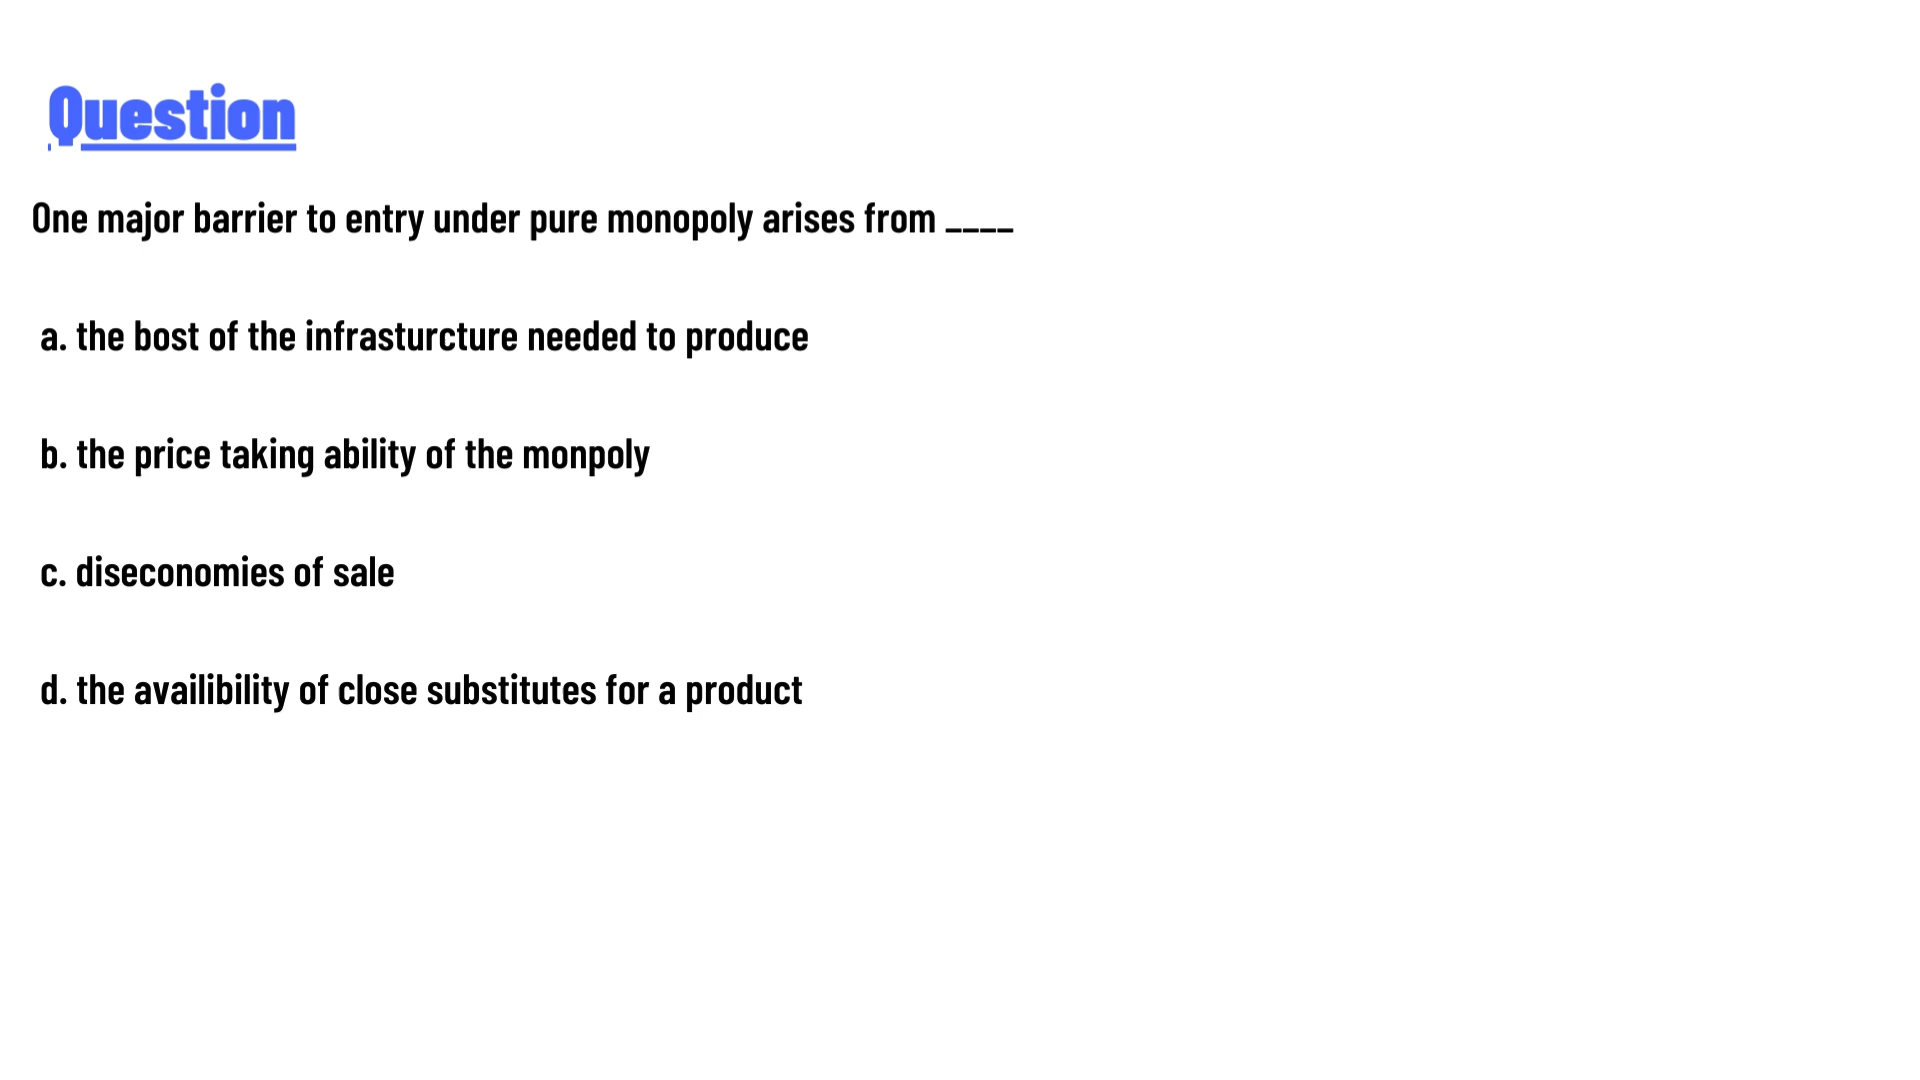 Question
One major barrier to entry under pure monopoly arises from ____
a. the bost of the infrasturcture needed to produce
b. the price taking ability of the monpoly
c. diseconomies of sale
d. the availibility of close substitutes for a product